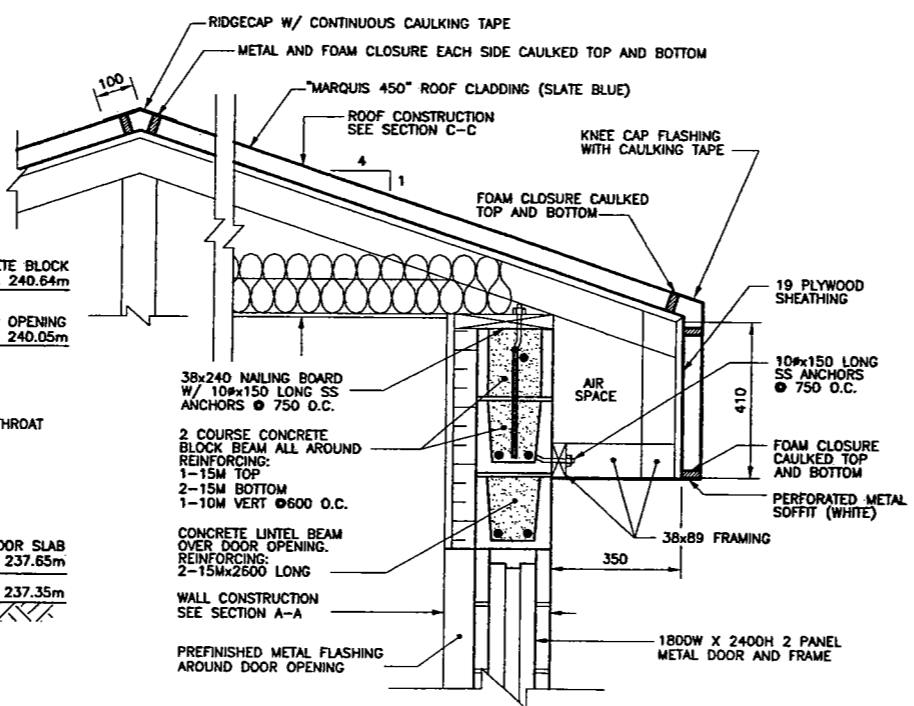 RIDGECAP W/ CONTINUOUS CAULKING TAPE
METAL AND FOAM CLOSURE EACH SIDE CAULKED TOP AND BOTTOM
100
"MARQUIS 450" ROOF CLADDING (SLATE BLUE)
ROOF CONSTRUCTION
SEE SECTION C-C
4
1
KNEE CAP FLASHING
WITH CAULKING TAPE
FOAM CLOSURE CAULKED
TOP AND BOTTOM
BLOCK
240.64m
OPENING
240.05m
19 PLYWOOD
SHEATHING
38x240 NAILING BOARD
W/ 10ø x150 LONG SS
ANCHORS @ 750 O.C.
AIR
SPACE
10ø x150 LONG
SS ANCHORS
@ 750 O.C.
410
THROAT
2 COURSE CONCRETE
BLOCK BEAM ALL AROUND
REINFORCING:
1-15M TOP
2-15M BOTTOM
1-10M VERT @600 O.C.
FOAM CLOSURE
CAULKED TOP
AND BOTTOM
PERFORATED METAL
SOFFIT (WHITE)
38x89 FRAMING
CONCRETE LINTEL BEAM
OVER DOOR OPENING.
REINFORCING:
2-15Mx2600 LONG
350
SLAB
237.65m
237.35m
WALL CONSTRUCTION
SEE SECTION A-A
PREFINISHED METAL FLASHING
AROUND DOOR OPENING
1800W X 2400H 2 PANEL
METAL DOOR AND FRAME